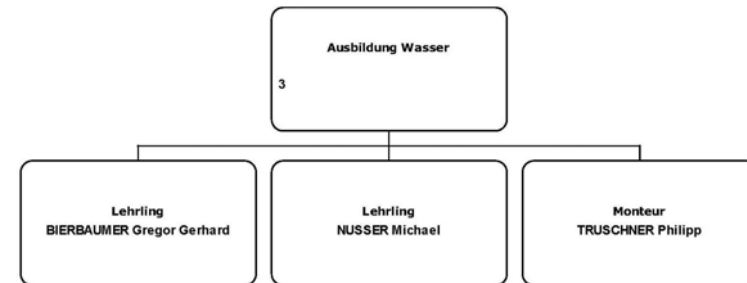 Ausbildung Wasser
3
Lehrling
BIERBAUMER Gregor Gerhard
Lehrling
NUSSER Michael
Monteur
TRUSCHNER Philipp